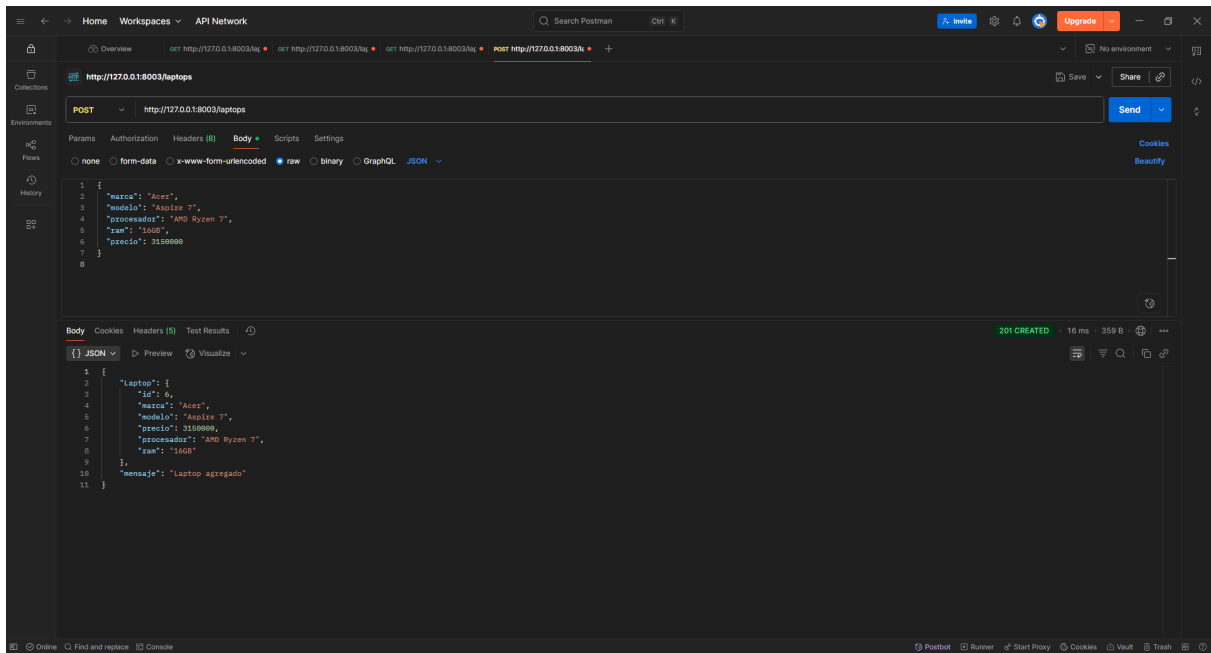 Home Workspaces API Network Search Postman Ctrl K Invite Upgrade
Overview GET http://127.0.0.1:8003/lap GET http://127.0.0.1:8003/lap GET http://127.0.0.1:8003/lap POST http://127.0.0.1:8003/la No environment
http://127.0.0.1:8003/laptops Save Share
Collections
POST http://127.0.0.1:8003/laptops Send
Environments
Params Authorization Headers (8) Body Scripts Settings Cookies
Flows
none form-data x-www-form-urlencoded raw binary GraphQL JSON Beautify
History
1 {
2 "marca": "Acer",
3 "modelo": "Aspire 7",
4 "procesador": "AMD Ryzen 7",
5 "ram": "16GB",
6 "precio": 3150000
7 }
8
Body Cookies Headers (5) Test Results 201 CREATED 16 ms 359 B
{} JSON Preview Visualize
1 {
2 "Laptop": {
3 "id": 6,
4 "marca": "Acer",
5 "modelo": "Aspire 7",
6 "precio": 3150000,
7 "procesador": "AMD Ryzen 7",
8 "ram": "16GB"
9 },
10 "mensaje": "Laptop agregado"
11 }
Online Find and replace Console Postbot Runner Start Proxy Cookies Vault Trash